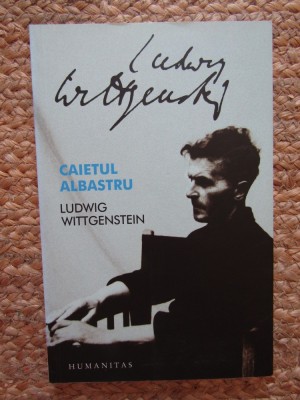 Ludwig
Wittgenstein
CAIETUL
ALBASTRU
LUDWIG
WITTGENSTEIN
HUMANITAS